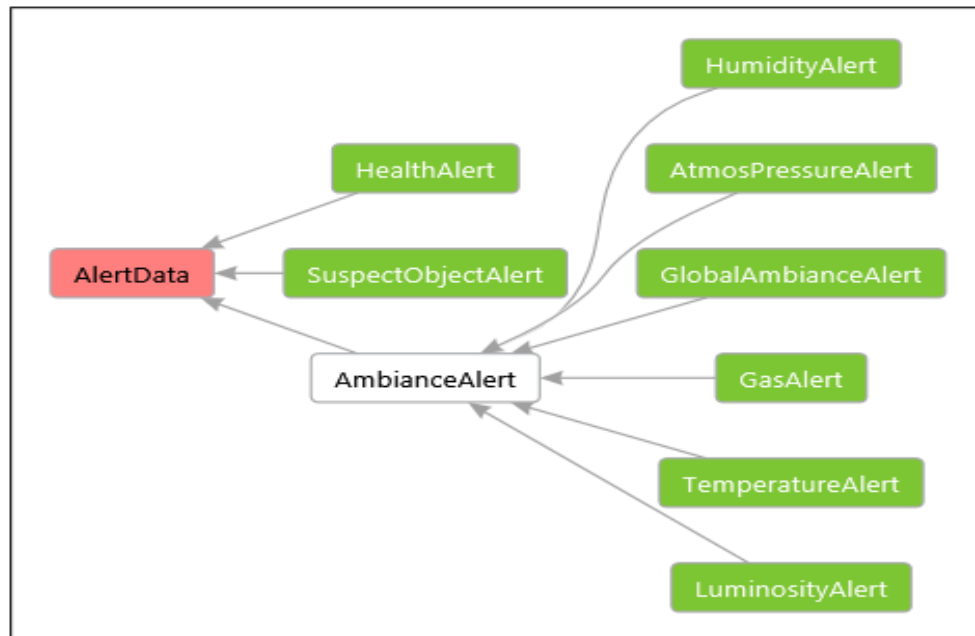 HumidityAlert
HealthAlert
AtmosPressureAlert
AlertData
SuspectObjectAlert
GlobalAmbianceAlert
AmbianceAlert
GasAlert
TemperatureAlert
LuminosityAlert